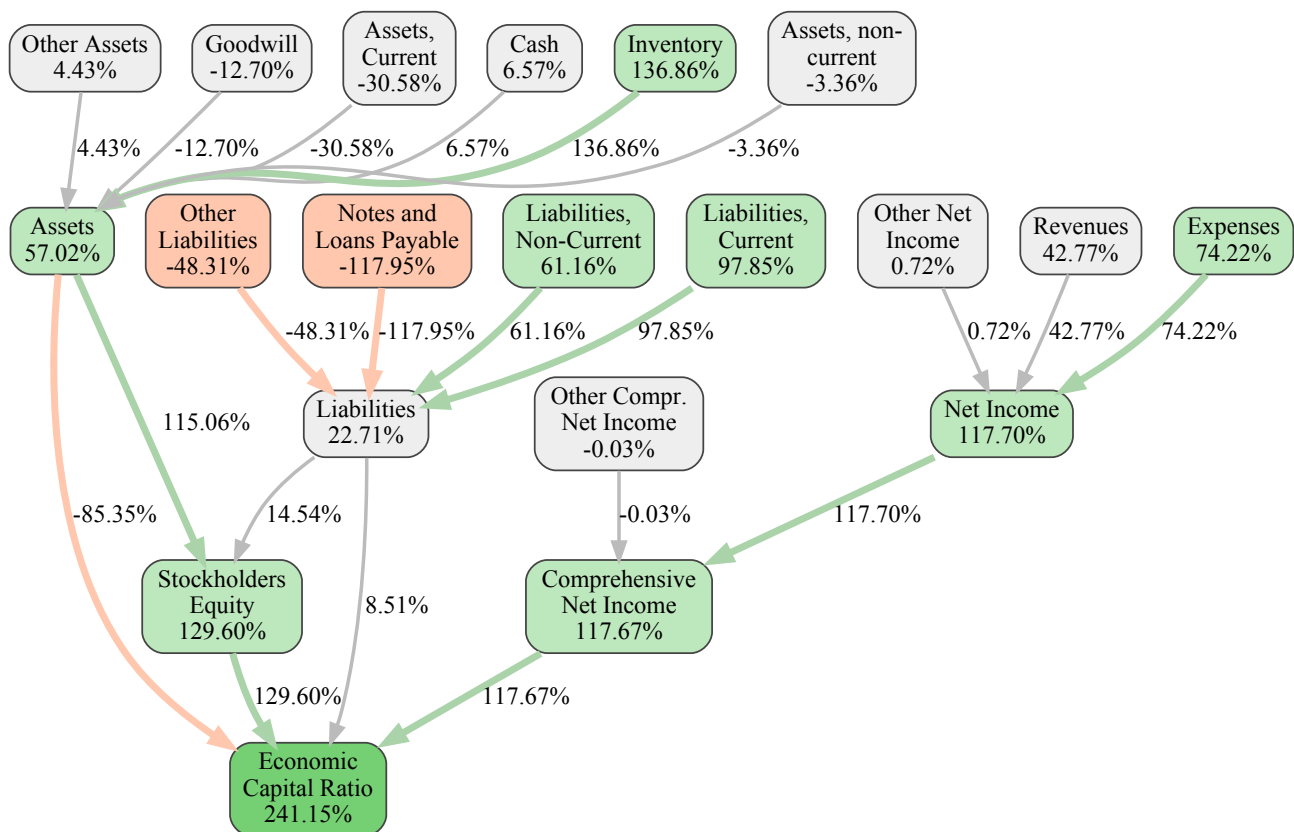 Other Assets
4.43%
Goodwill
-12.70%
Assets,
Current
-30.58%
Cash
6.57%
Inventory
136.86%
Assets, non-
current
-3.36%
4.43%
-12.70%
-30.58%
6.57%
136.86%
-3.36%
Assets
57.02%
Other
Liabilities
-48.31%
Notes and
Loans Payable
-117.95%
Liabilities,
Non-Current
61.16%
Liabilities,
Current
97.85%
Other Net
Income
0.72%
Revenues
42.77%
Expenses
74.22%
-48.31%
-117.95%
61.16%
97.85%
0.72%
42.77%
74.22%
115.06%
Liabilities
22.71%
Other Compr.
Net Income
-0.03%
Net Income
117.70%
-85.35%
14.54%
-0.03%
117.70%
Stockholders
Equity
129.60%
8.51%
Comprehensive
Net Income
117.67%
129.60%
117.67%
Economic
Capital Ratio
241.15%